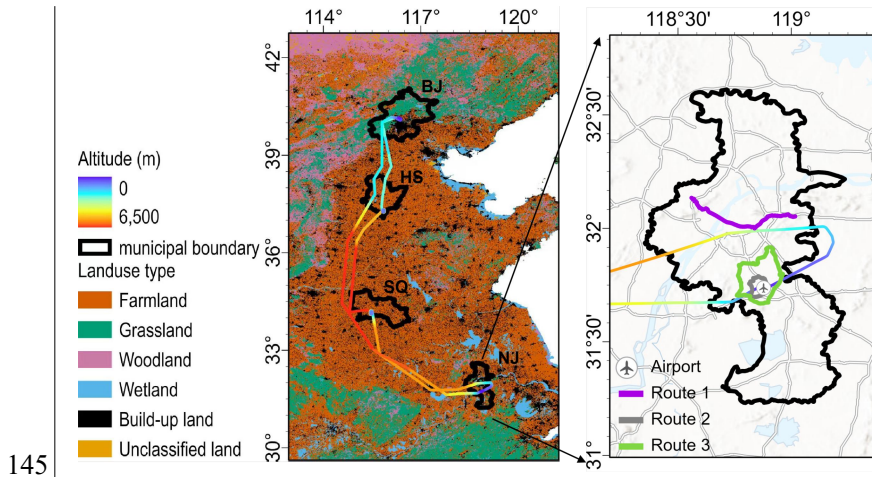 114° 117° 120°
118°30' 119°
42°
39°
36°
33°
30°
BJ
HS
SQ
NJ
Altitude (m)
0
6,500
municipal boundary
Landuse type
Farmland
Grassland
Woodland
Wetland
Build-up land
Unclassified land
32°30'
32°
31°30'
31°
Airport
Route 1
Route 2
Route 3
145